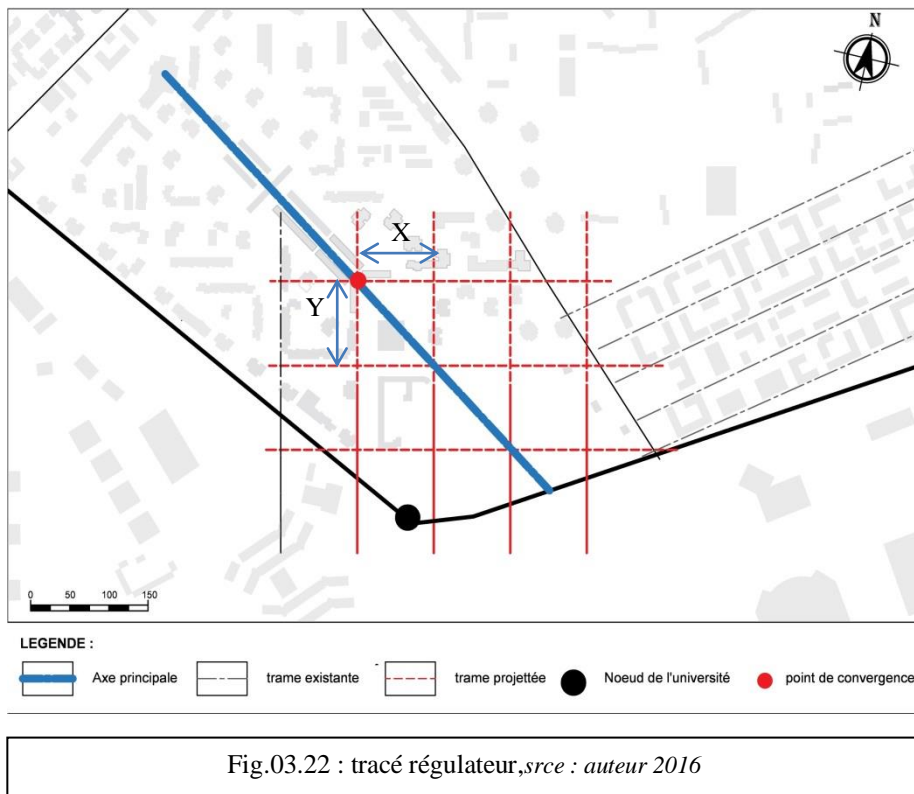 N
X
Y
0 50 100 150
LEGENDE :
Axe principale trame existante trame projettée Noeud de l'université point de convergence
Fig.03.22 : tracé régulateur,srce : auteur 2016